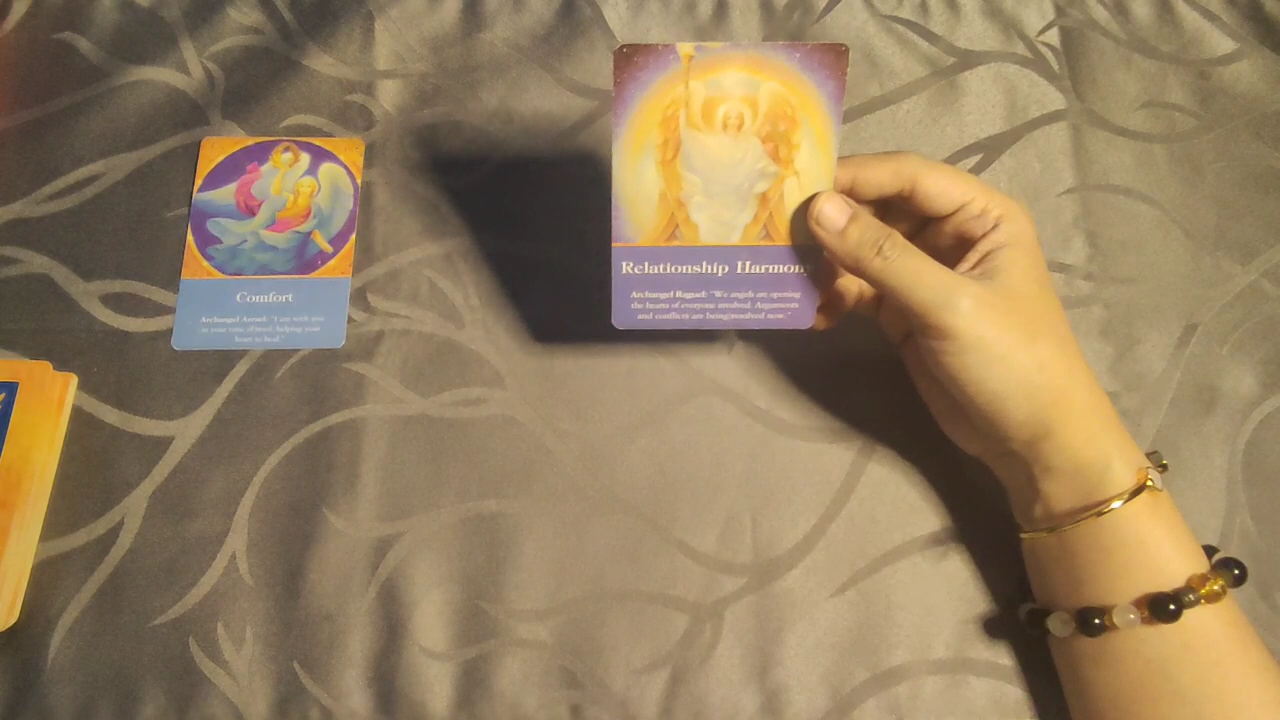 Comfort
Archangel Azrael: "I am with you
in your time of need, helping your
heart to heal."
Relationship Harmony
Archangel Raguel: "We angels are opening
the hearts of everyone involved. Arguments
and conflicts are being resolved now."